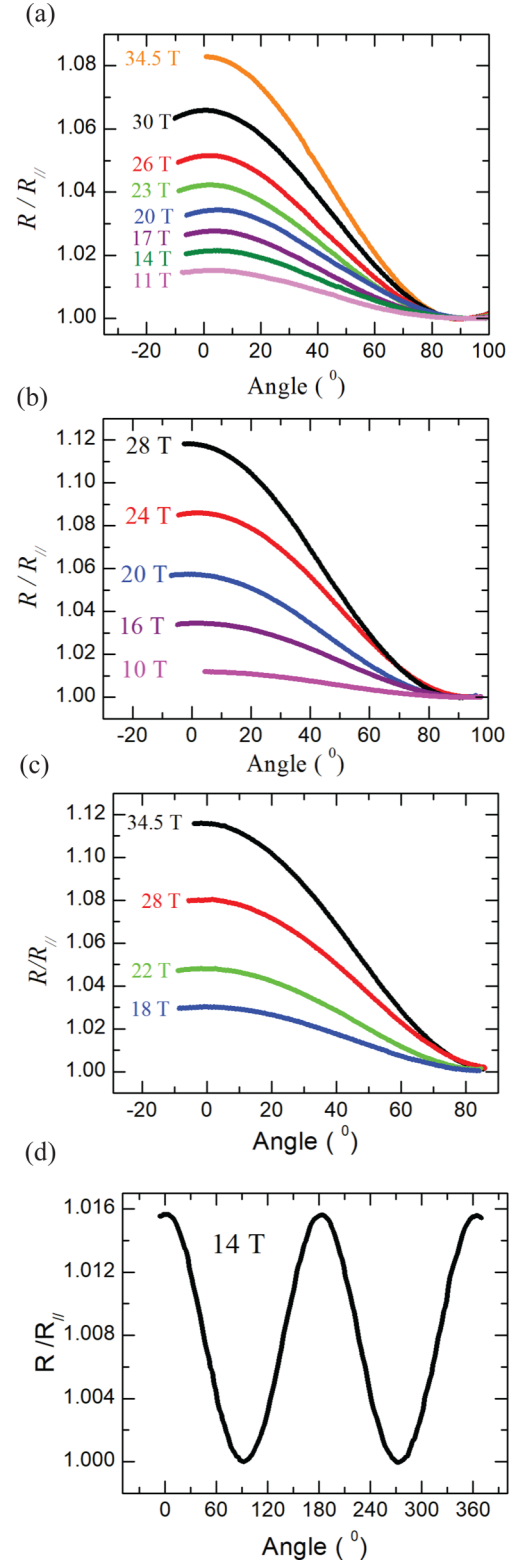 (a)
1.08
1.06
1.04
1.02
1.00
R / R//
34.5 T
30 T
26 T
23 T
20 T
17 T
14 T
11 T
-20 0 20 40 60 80 100
Angle ( 0)
(b)
1.12
1.10
1.08
1.06
1.04
1.02
1.00
R / R//
28 T
24 T
20 T
16 T
10 T
-20 0 20 40 60 80 100
Angle ( 0)
(c)
1.12
1.10
1.08
1.06
1.04
1.02
1.00
R/R//
34.5 T
28 T
22 T
18 T
-20 0 20 40 60 80
Angle ( 0)
(d)
1.016
1.012
1.008
1.004
1.000
R /R//
14 T
0 60 120 180 240 300 360
Angle ( 0)